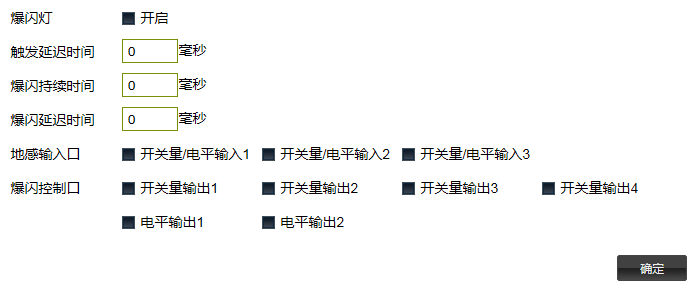 爆闪灯 开启
触发延迟时间 0 毫秒
爆闪持续时间 0 毫秒
爆闪延迟时间 0 毫秒
地感输入口 开关量/电平输入1 开关量/电平输入2 开关量/电平输入3
爆闪控制口 开关量输出1 开关量输出2 开关量输出3 开关量输出4
电平输出1 电平输出2
确定